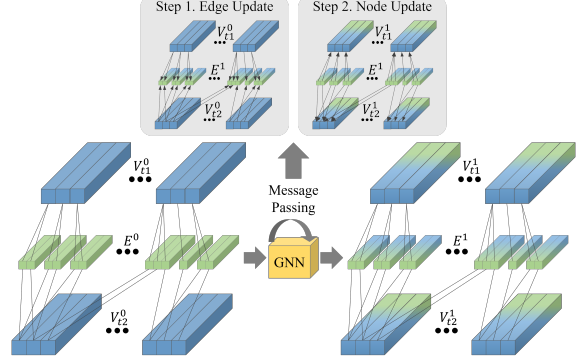 Step 1. Edge Update
Step 2. Node Update
V_{t1}^0
V_{t1}^1
E^1
E^1
V_{t2}^0
V_{t2}^1
V_{t1}^0
Message
Passing
V_{t1}^1
E^0
GNN
E^1
V_{t2}^0
V_{t2}^1